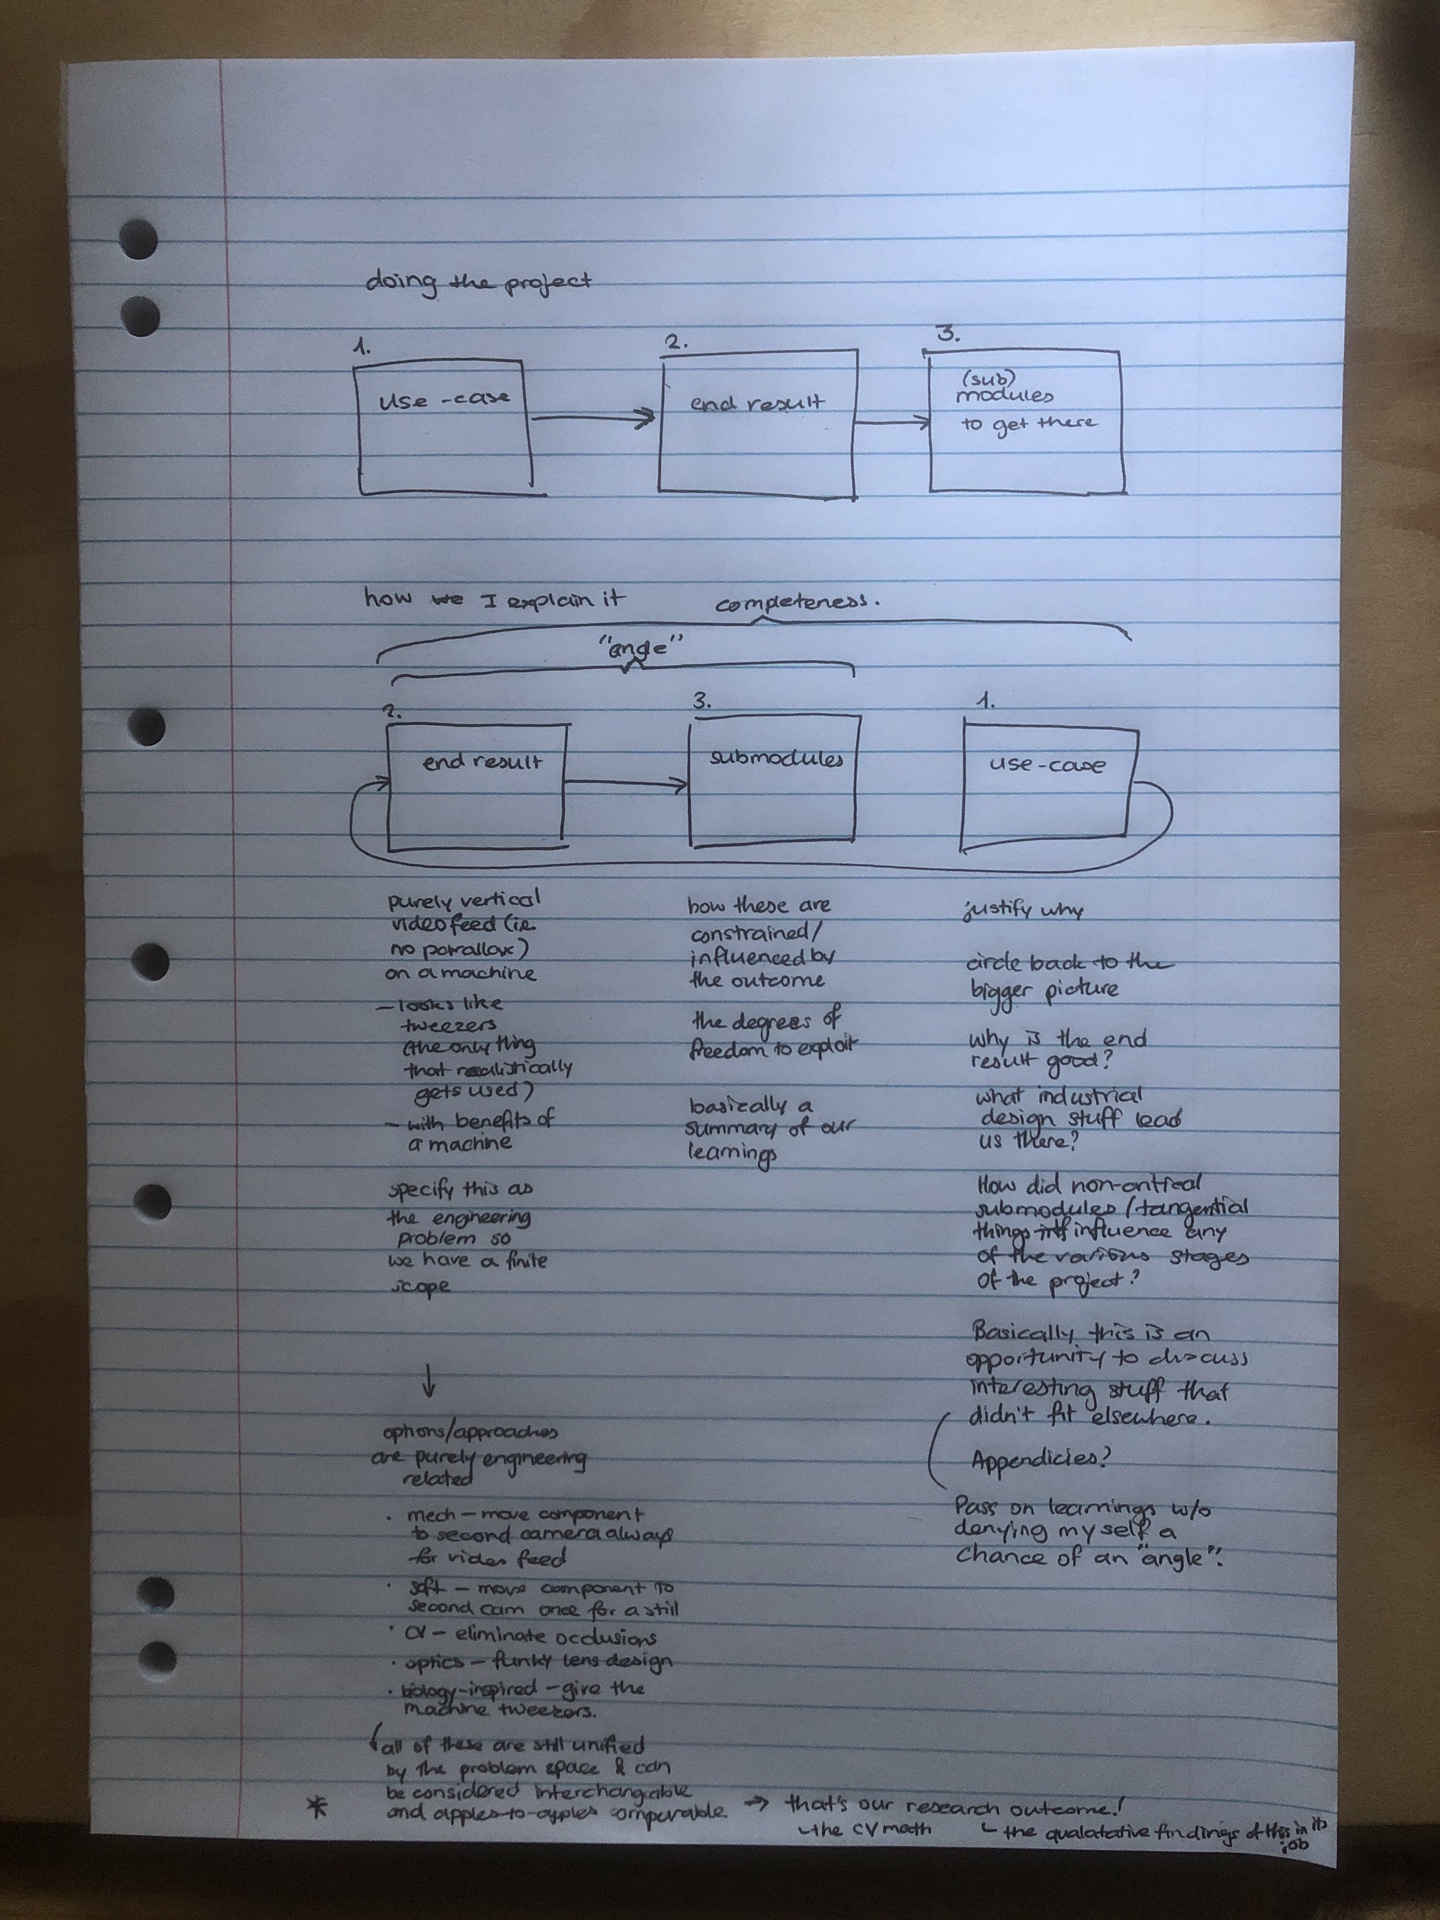 doing the project
1.
use-case
2.
end result
3.
(sub)
modules
to get there
how we I explain it
completeness.
"angle"
2.
end result
3.
submodules
1.
use-case
purely vertical
video feed (i.e.
no parallax)
on a machine
- looks like
tweezers
(the only thing
that realistically
gets used)
- with benefits of
a machine
specify this as
the engineering
problem so
we have a finite
scope
↓
options/approaches
are purely engineering
related
· mech - move component
to second camera always
for video feed
· soft - move component to
second cam once for a still
· CV - eliminate occlusions
· optics - funky lens design
· biology-inspired - give the
machine tweezers.
all of these are still unified
by the problem space & can
be considered interchangable
* and apples-to-apples comparable → that's our research outcome!
the CV math
the qualatative findings of this in its
job
how these are
constrained/
influenced by
the outcome
the degrees of
freedom to exploit
basically a
summary of our
learnings
justify why
circle back to the
bigger picture
why is the end
result good?
what industrial
design stuff lead
us there?
How did non-critical
submodules/tangential
things influence any
of the various stages
of the project?
Basically this is an
opportunity to discuss
interesting stuff that
didn't fit elsewhere.
Appendicies?
Pass on learnings w/o
denying myself a
chance of an "angle".